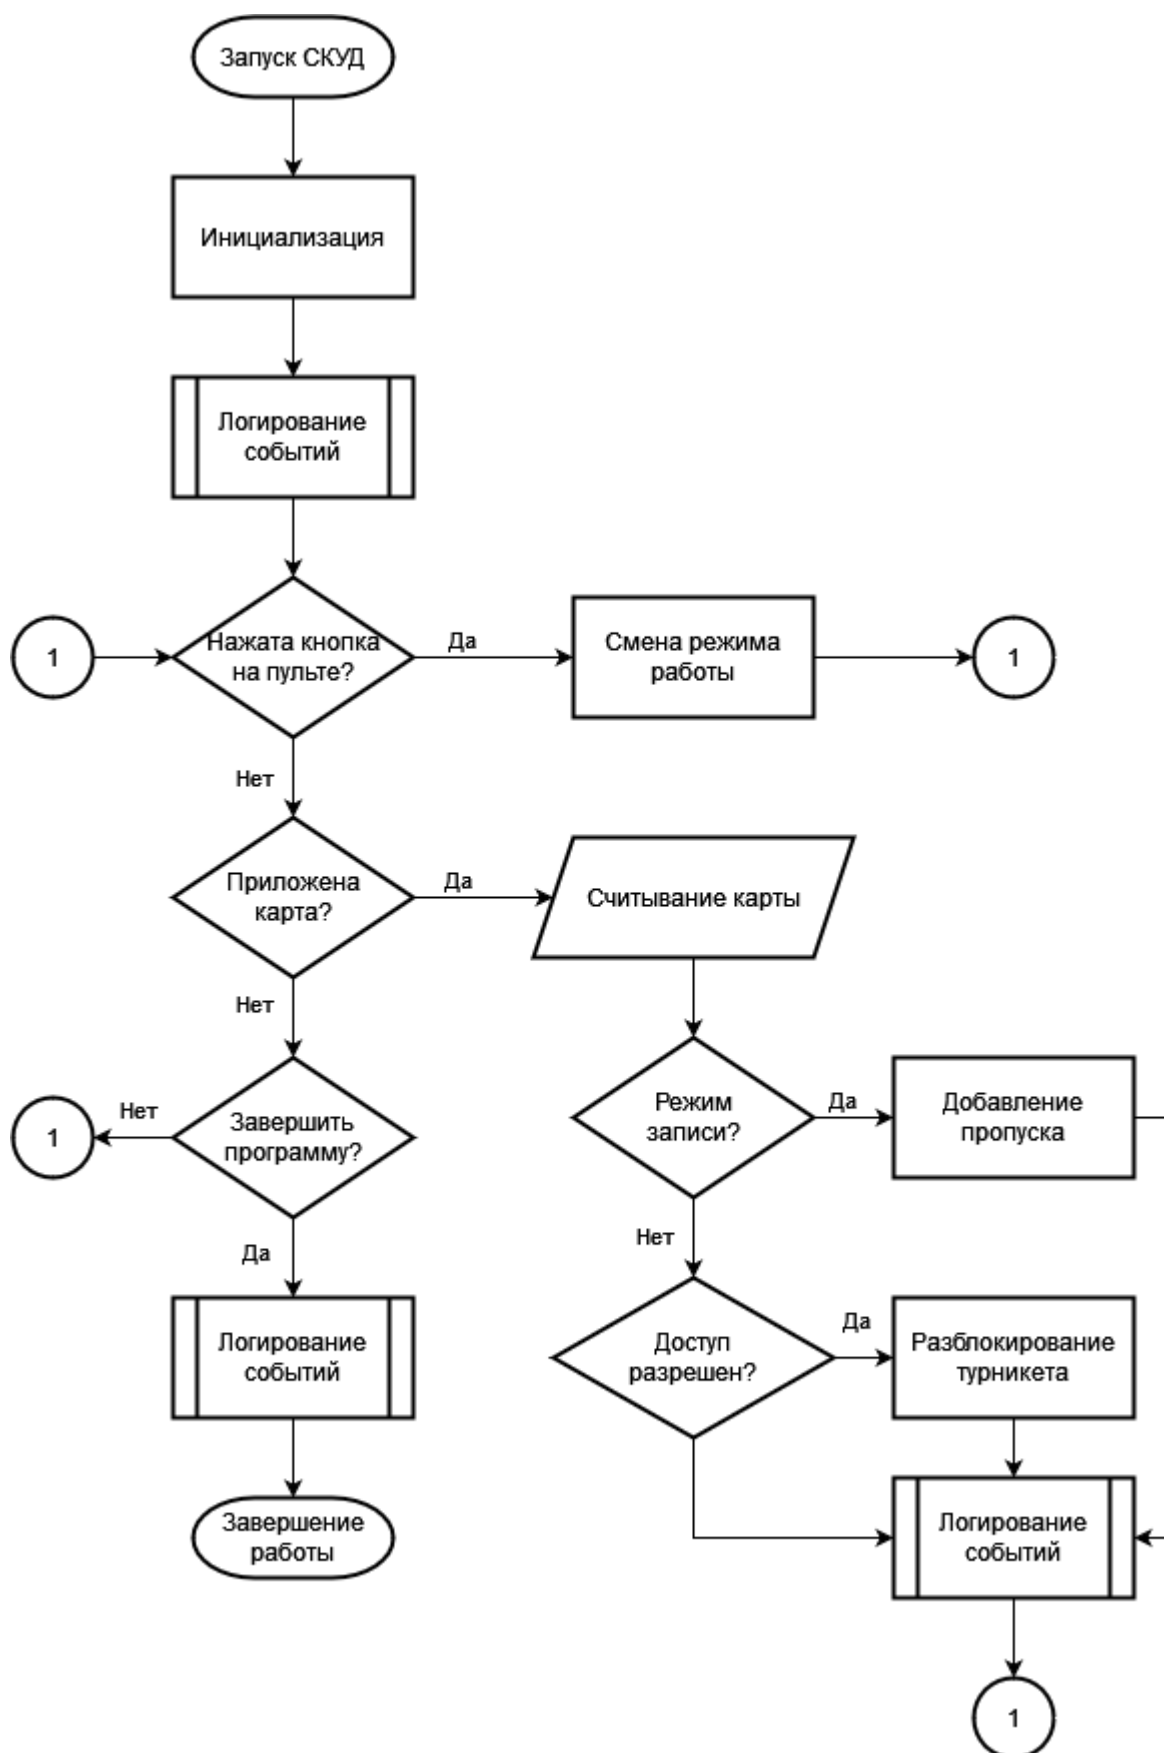 Запуск СКУД
Инициализация
Логирование
событий
1
Нажата кнопка
на пульте?
Да
Смена режима
работы
1
Нет
Приложена
карта?
Да
Считывание карты
Нет
1
Нет
Завершить
программу?
Режим
записи?
Да
Добавление
пропуска
Да
Нет
Логирование
событий
Доступ
разрешен?
Да
Разблокирование
турникета
Завершение
работы
Логирование
событий
1